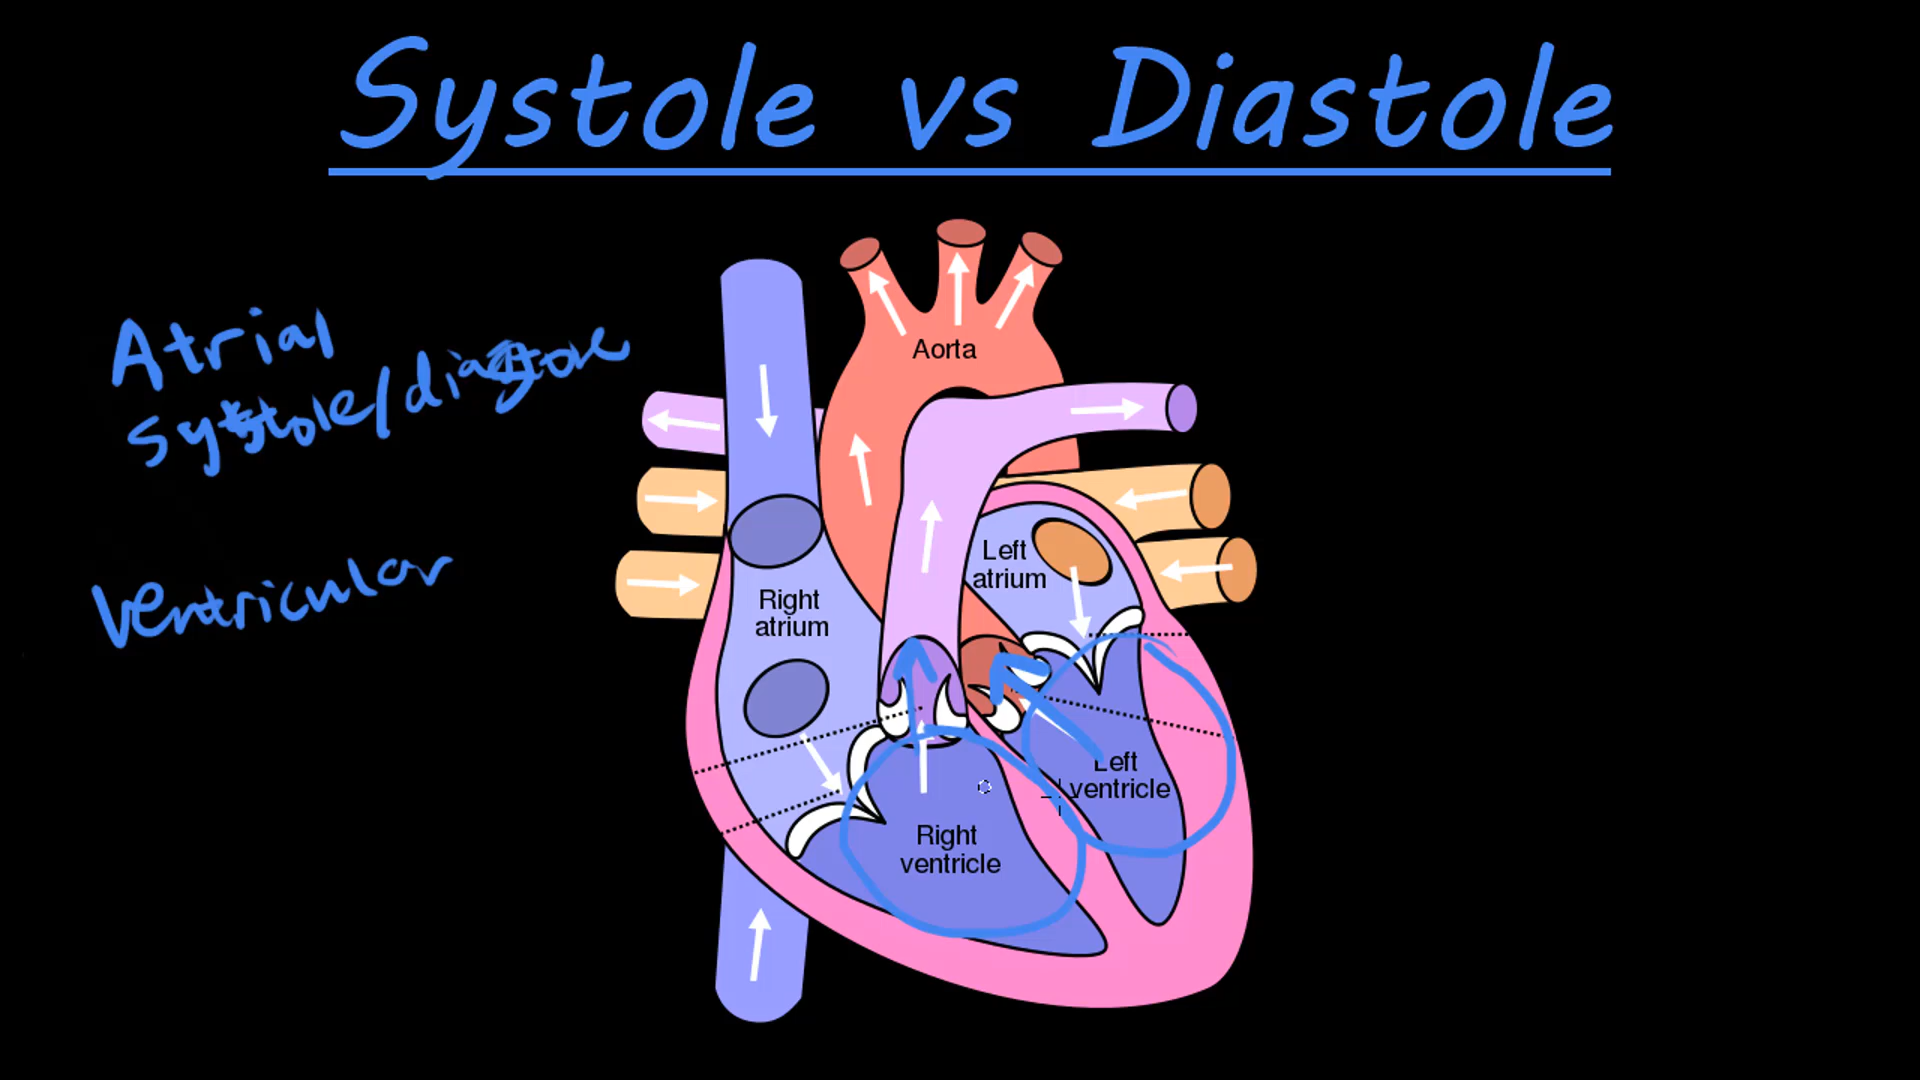 Systole vs Diastole
Atrial
systole/diastole
Ventricular
Aorta
Left
atrium
Right
atrium
Left
ventricle
Right
ventricle